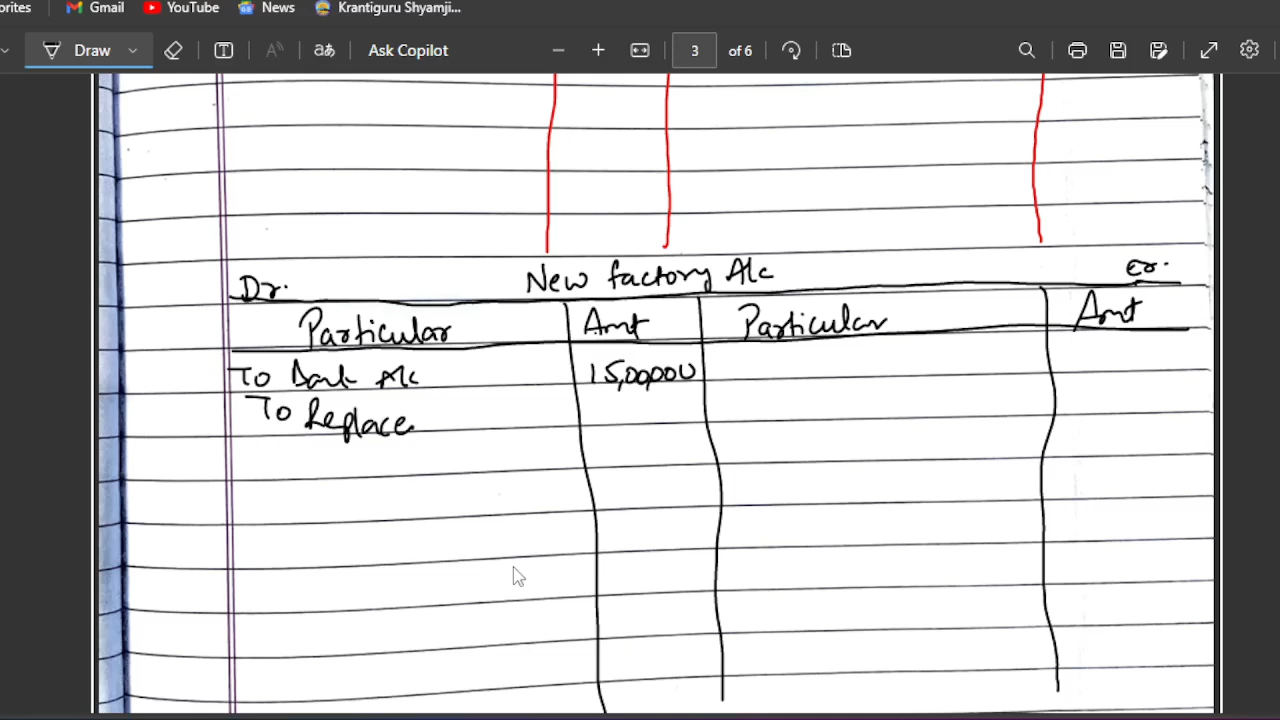 orites Gmail YouTube News Krantiguru Shyamji...
Draw Ask Copilot 3 of 6
Dr. New factory A/c Cr.
Particular Amt Particular Amt
To Bank A/c 15,00,000
To Replace